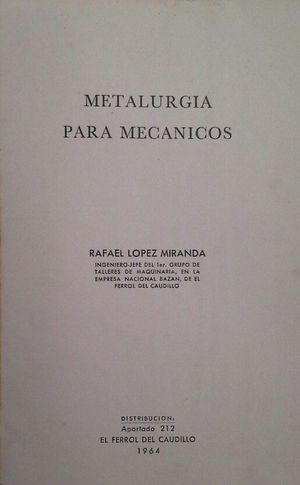 METALURGIA
PARA MECANICOS
RAFAEL LOPEZ MIRANDA
INGENIERO-JEFE DEL 1er. GRUPO DE
TALLERES DE MAQUINARIA, EN LA
EMPRESA NACIONAL BAZAN, DE EL
FERROL DEL CAUDILLO
DISTRIBUCION:
Apartado 212
EL FERROL DEL CAUDILLO
1964